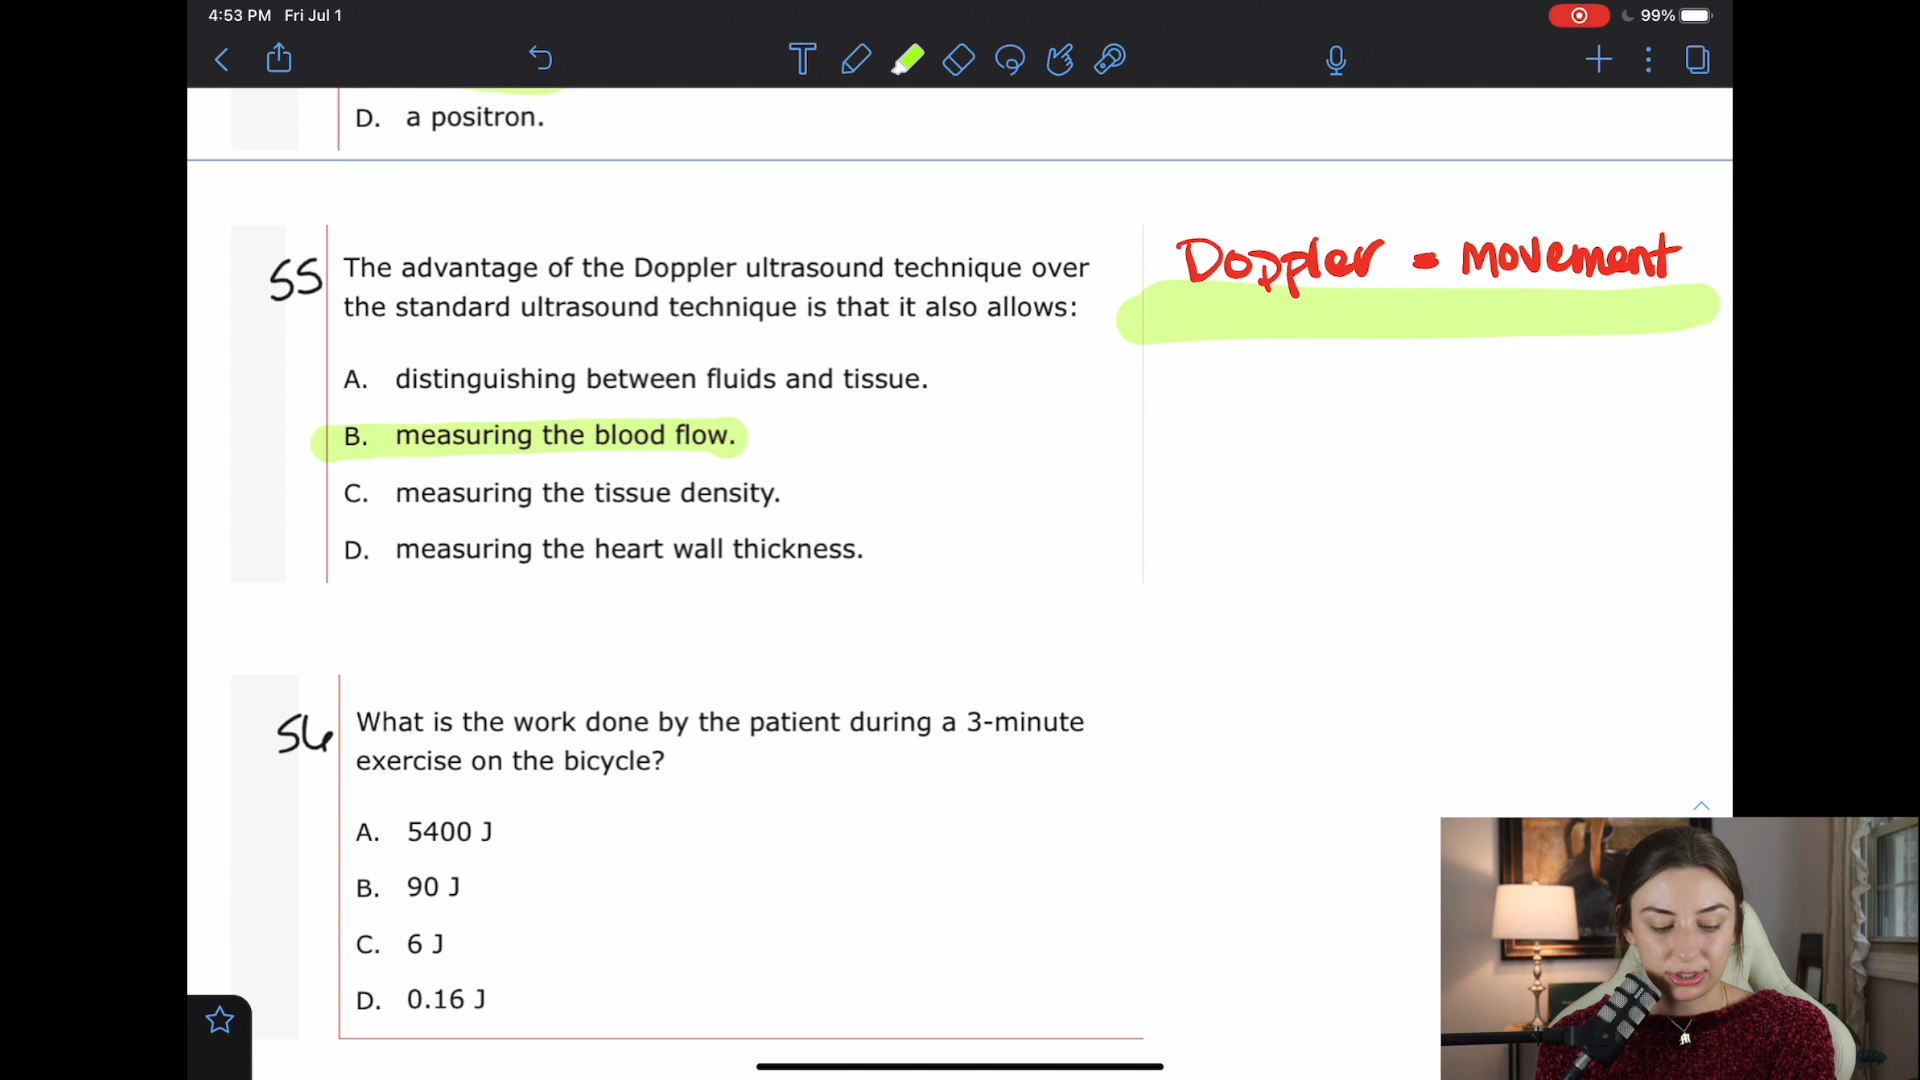 4:53 PM Fri Jul 1
99%
D. a positron.
55
The advantage of the Doppler ultrasound technique over
the standard ultrasound technique is that it also allows:
A. distinguishing between fluids and tissue.
B. measuring the blood flow.
C. measuring the tissue density.
D. measuring the heart wall thickness.
Doppler = movement
56
What is the work done by the patient during a 3-minute
exercise on the bicycle?
A. 5400 J
B. 90 J
C. 6 J
D. 0.16 J